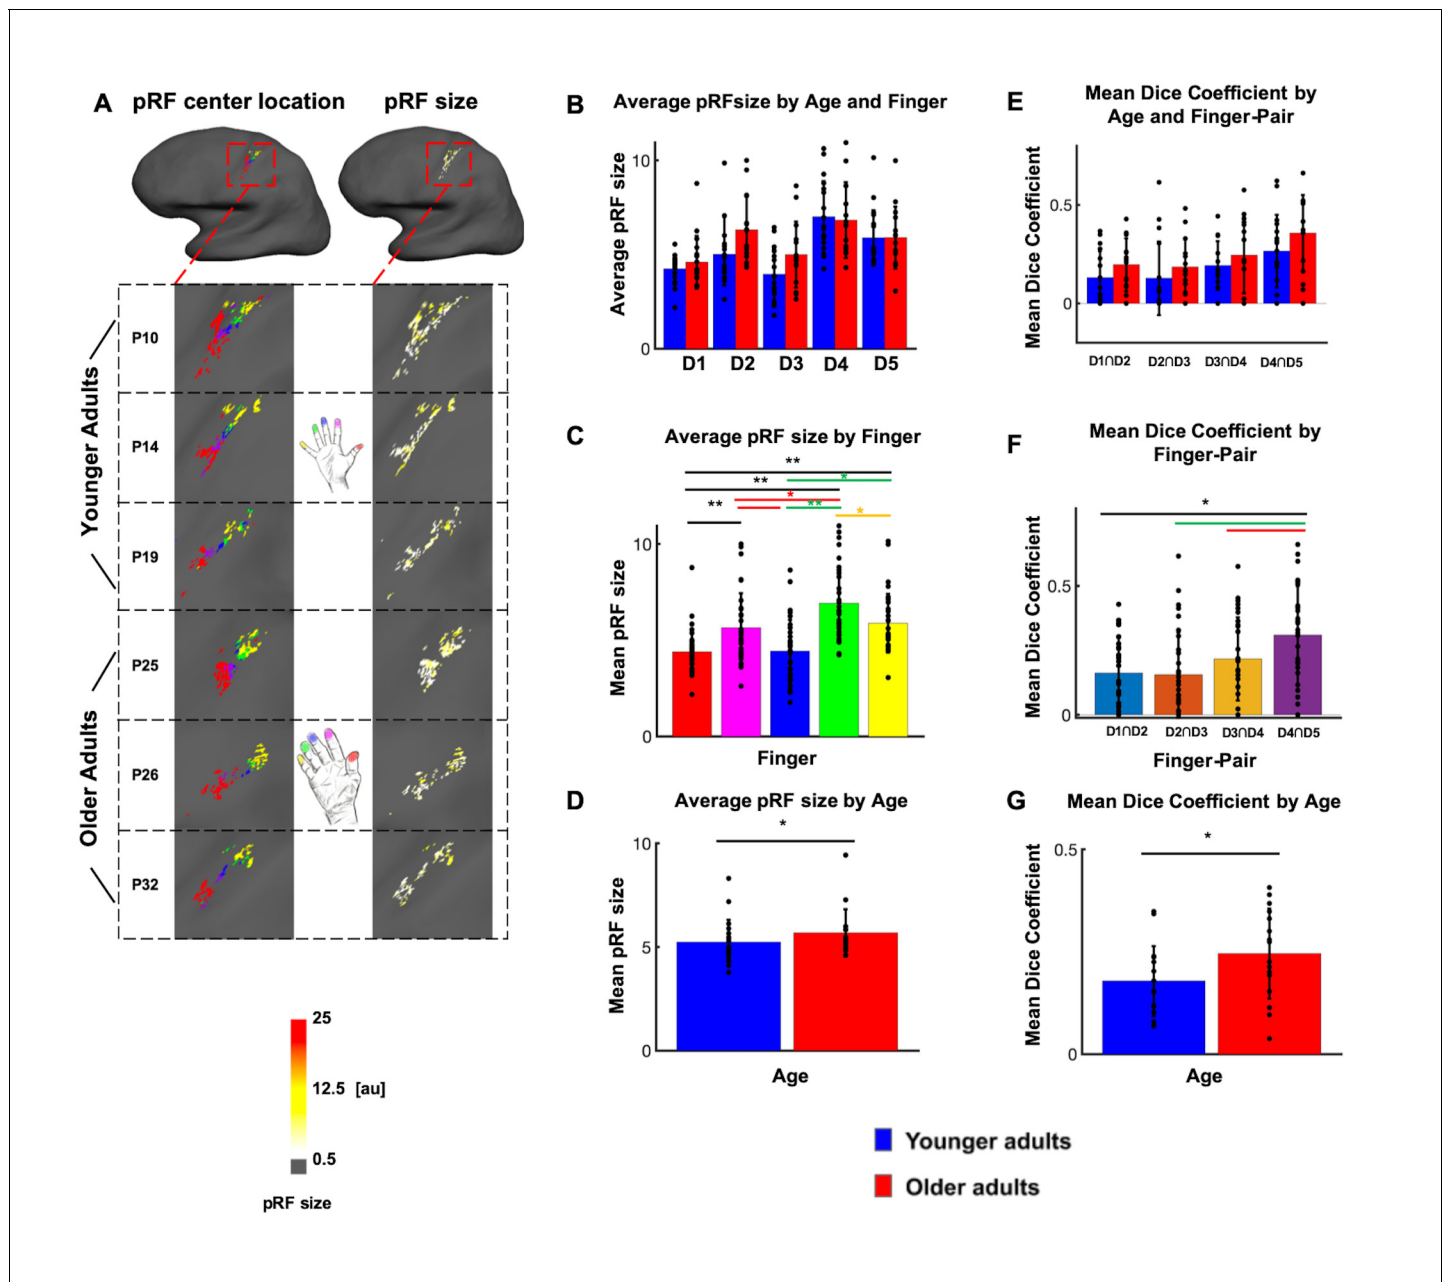 A
pRF center location
pRF size
Younger Adults
P10
P14
P19
Older Adults
P25
P26
P32
25
12.5 [au]
0.5
pRF size
B
Average pRFsize by Age and Finger
Average pRF size
10
0
D1 D2 D3 D4 D5
C
Average pRF size by Finger
**
** *
** * **
*
Mean pRF size
10
0
Finger
D
Average pRF size by Age
*
Mean pRF size
10
5
0
Age
E
Mean Dice Coefficient by
Age and Finger-Pair
Mean Dice Coefficient
0.5
0
D1∩D2 D2∩D3 D3∩D4 D4∩D5
F
Mean Dice Coefficient by
Finger-Pair
*
Mean Dice Coefficient
0.5
0
D1∩D2 D2∩D3 D3∩D4 D4∩D5
Finger-Pair
G
Mean Dice Coefficient by Age
*
Mean Dice Coefficient
0.5
0
Age
Younger adults
Older adults